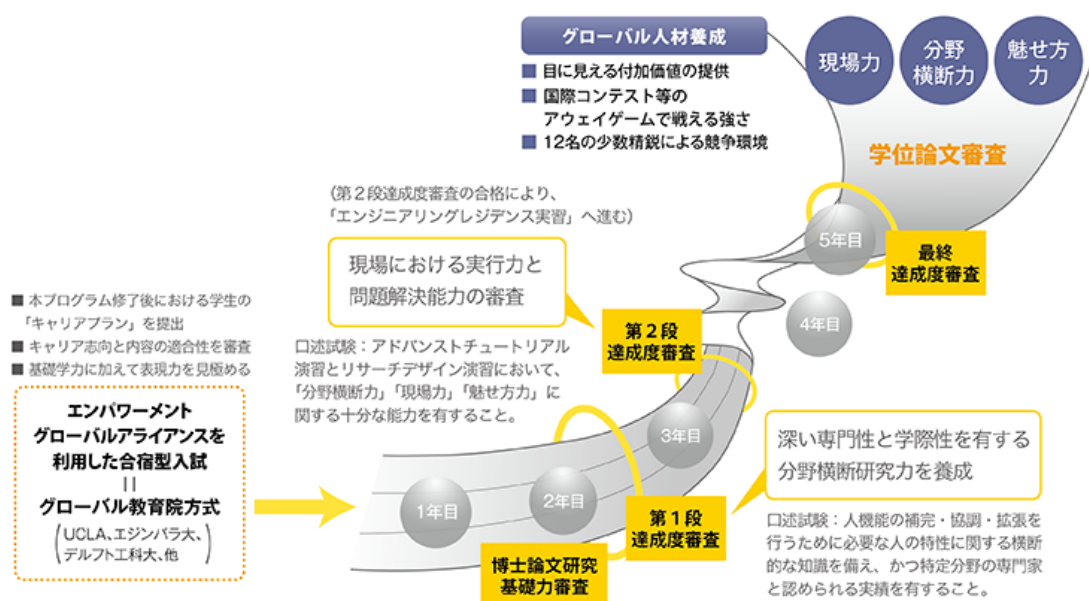 グローバル人材養成
■ 目に見える付加価値の提供
■ 国際コンテスト等の
アウェイゲームで戦える強さ
■ 12名の少数精鋭による競争環境
現場力
分野
横断力
魅せ方
力
学位論文審査
(第2段達成度審査の合格により、
「エンジニアリングレジデンス実習」へ進む)
現場における実行力と
問題解決能力の審査
5年目
最終
達成度審査
4年目
第2段
達成度審査
口述試験：アドバンストチュートリアル
演習とリサーチデザイン演習において、
「分野横断力」「現場力」「魅せ方力」に
関する十分な能力を有すること。
■ 本プログラム修了後における学生の
「キャリアプラン」を提出
■ キャリア志向と内容の適合性を審査
■ 基礎学力に加えて表現力を見極める
エンパワーメント
グローバルアライアンスを
利用した合宿型入試
||
グローバル教育院方式
(UCLA、エジンバラ大、
デルフト工科大、他)
1年目
2年目
3年目
博士論文研究
基礎力審査
第1段
達成度審査
深い専門性と学際性を有する
分野横断研究力を養成
口述試験：人機能の補完・協調・拡張を
行うために必要な人の特性に関する横断
的な知識を備え、かつ特定分野の専門家
と認められる実績を有すること。